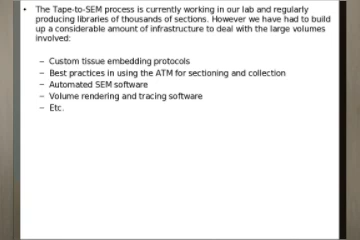 • The Tape-to-SEM process is currently working in our lab and regularly
producing libraries of thousands of sections. However we have had to build
up a considerable amount of infrastructure to deal with the large volumes
involved:
– Custom tissue embedding protocols
– Best practices in using the ATM for sectioning and collection
– Automated SEM software
– Volume rendering and tracing software
– Etc.